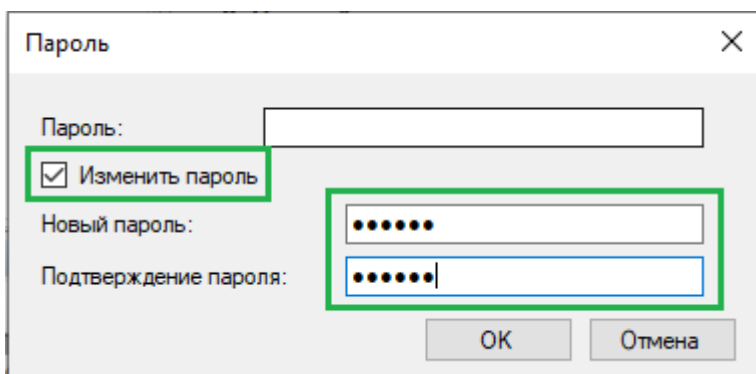 Пароль
Пароль:
Изменить пароль
Новый пароль:
••••••
Подтверждение пароля:
••••••
OK
Отмена